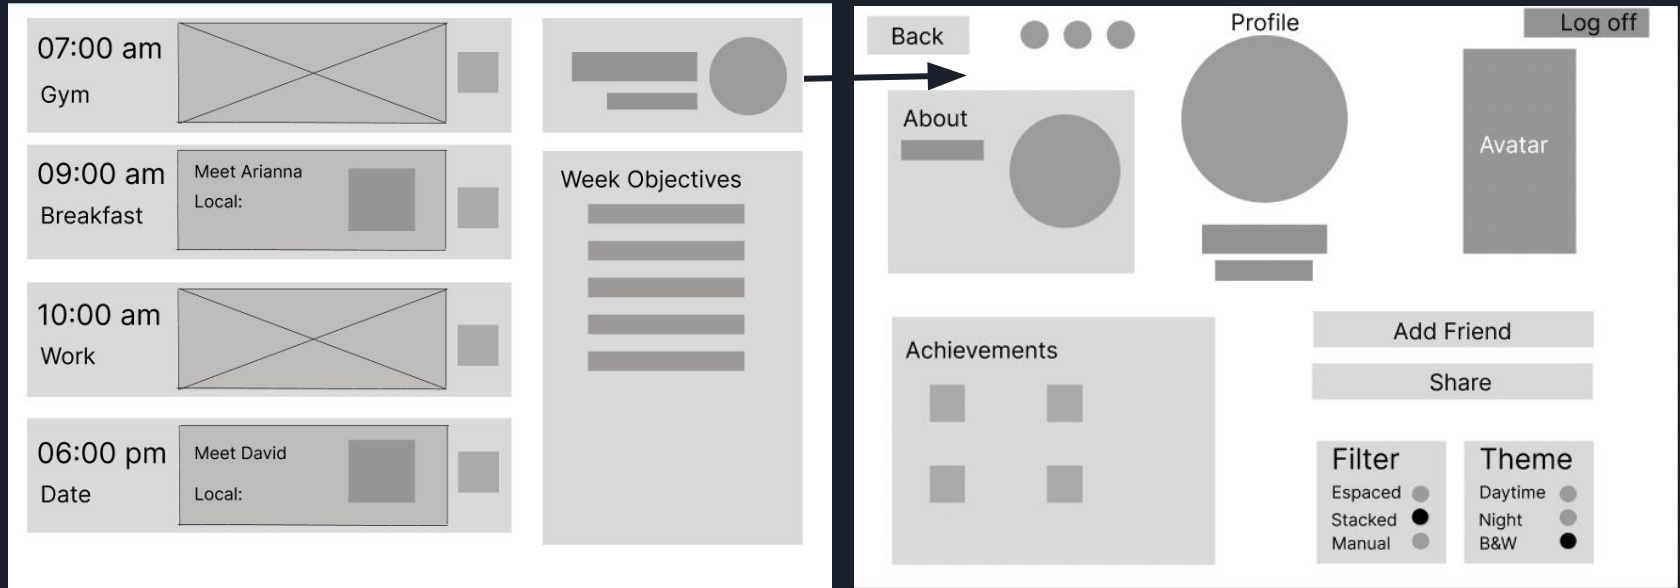 07:00 am
Gym
09:00 am
Breakfast
Meet Arianna
Local:
10:00 am
Work
06:00 pm
Date
Meet David
Local:
Week Objectives
Back
Profile
Log off
About
Avatar
Achievements
Add Friend
Share
Filter
Espaced
Stacked
Manual
Theme
Daytime
Night
B&W